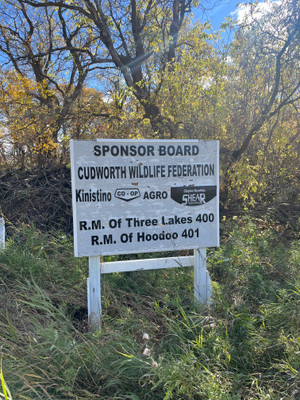 SPONSOR BOARD
CUDWORTH WILDLIFE FEDERATION
Kinistino CO-OP AGRO SHEAR
R.M. Of Three Lakes 400
R.M. Of Hoodoo 401